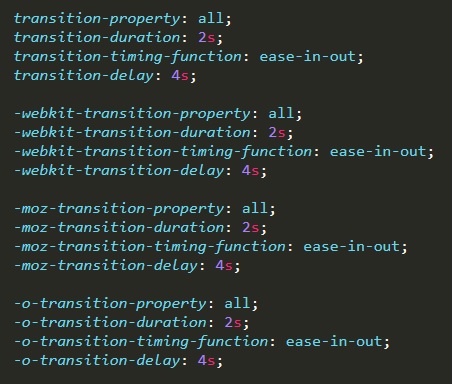 transition-property: all;
transition-duration: 2s;
transition-timing-function: ease-in-out;
transition-delay: 4s;
-webkit-transition-property: all;
-webkit-transition-duration: 2s;
-webkit-transition-timing-function: ease-in-out;
-webkit-transition-delay: 4s;
-moz-transition-property: all;
-moz-transition-duration: 2s;
-moz-transition-timing-function: ease-in-out;
-moz-transition-delay: 4s;
-o-transition-property: all;
-o-transition-duration: 2s;
-o-transition-timing-function: ease-in-out;
-o-transition-delay: 4s;